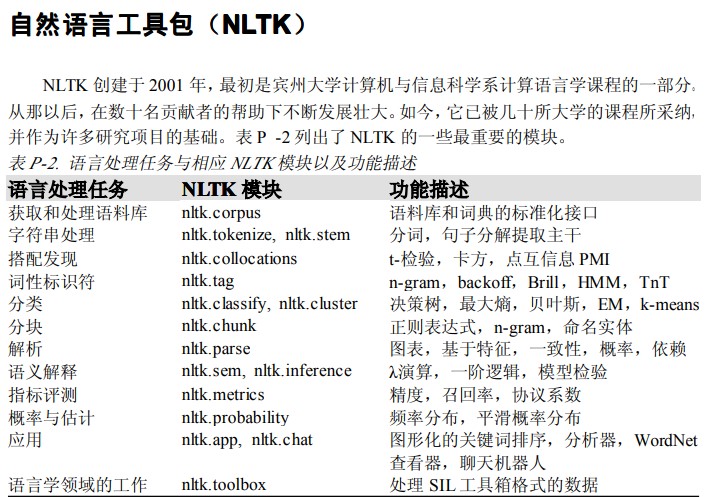 自然语言工具包（NLTK）
NLTK 创建于 2001 年，最初是宾州大学计算机与信息科学系计算语言学课程的一部分。
从那以后，在数十名贡献者的帮助下不断发展壮大。如今，它已被几十所大学的课程所采纳，
并作为许多研究项目的基础。表 P -2 列出了 NLTK 的一些最重要的模块。
表 P-2. 语言处理任务与相应 NLTK 模块以及功能描述
语言处理任务 NLTK 模块 功能描述
获取和处理语料库 nltk.corpus 语料库和词典的标准化接口
字符串处理 nltk.tokenize, nltk.stem 分词，句子分解提取主干
搭配发现 nltk.collocations t-检验，卡方，点互信息 PMI
词性标识符 nltk.tag n-gram，backoff，Brill，HMM，TnT
分类 nltk.classify, nltk.cluster 决策树，最大熵，贝叶斯，EM，k-means
分块 nltk.chunk 正则表达式，n-gram，命名实体
解析 nltk.parse 图表，基于特征，一致性，概率，依赖
语义解释 nltk.sem, nltk.inference λ演算，一阶逻辑，模型检验
指标评测 nltk.metrics 精度，召回率，协议系数
概率与估计 nltk.probability 频率分布，平滑概率分布
应用 nltk.app, nltk.chat 图形化的关键词排序，分析器，WordNet
查看器，聊天机器人
语言学领域的工作 nltk.toolbox 处理 SIL 工具箱格式的数据